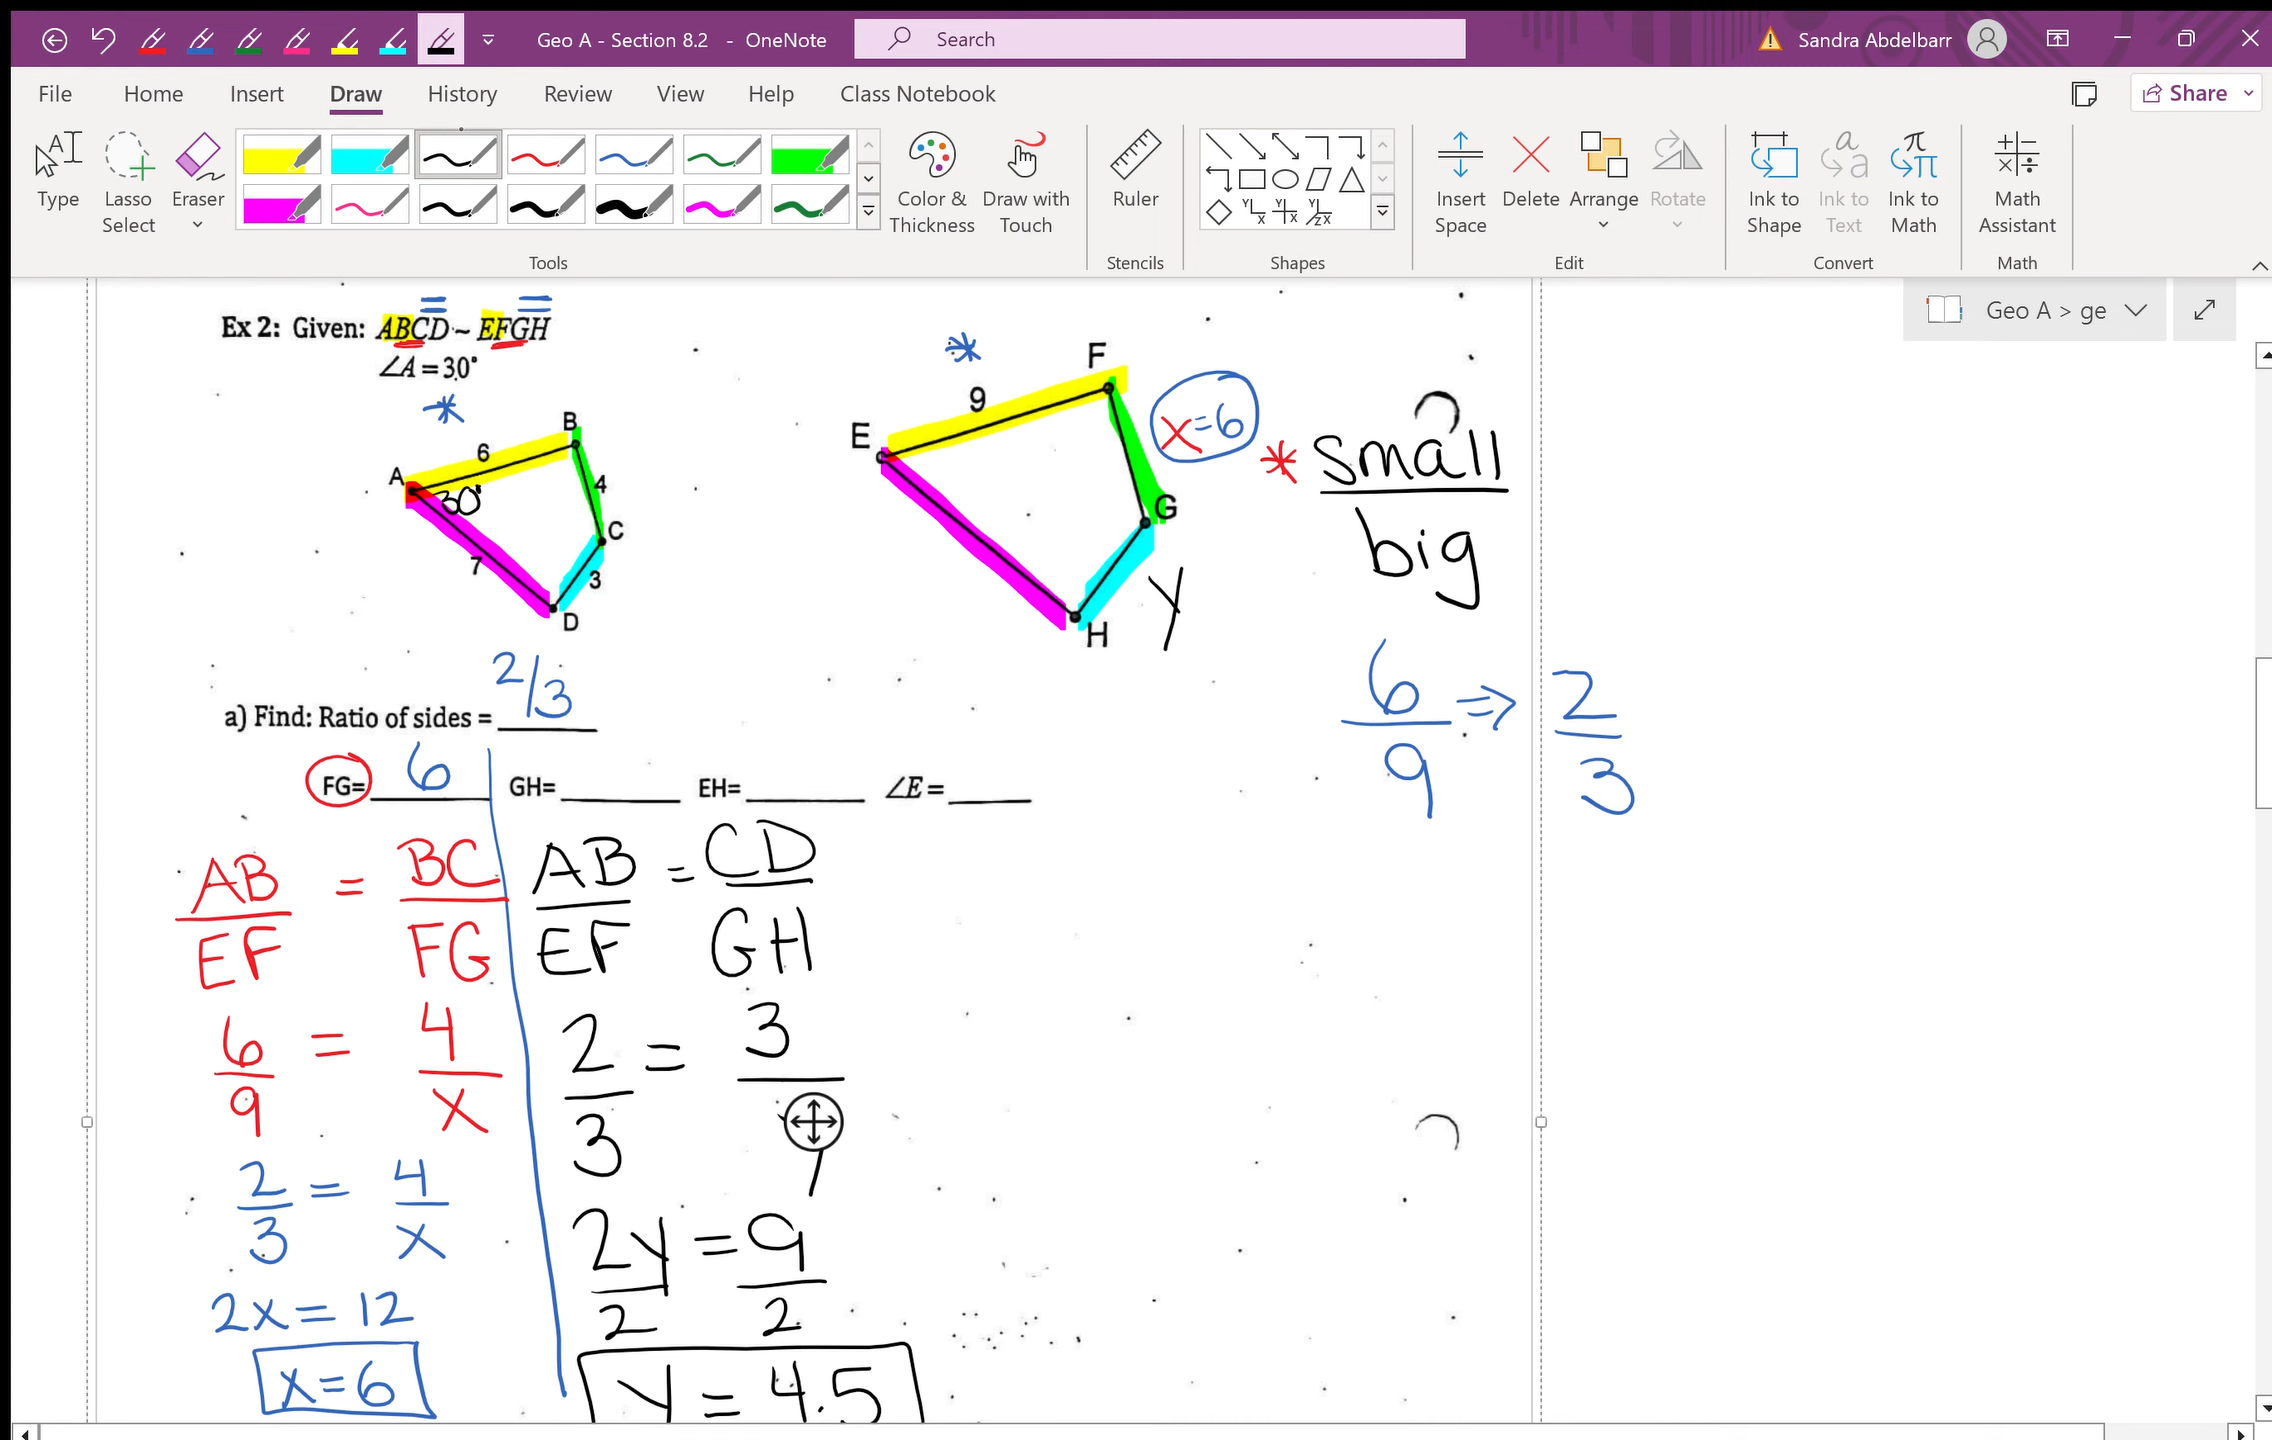 Geo A - Section 8.2 - OneNote
Search
Sandra Abdelbarr
File Home Insert Draw History Review View Help Class Notebook
Share
Type
Lasso Select
Eraser
Color & Thickness
Draw with Touch
Ruler
Insert Space
Delete
Arrange
Rotate
Ink to Shape
Ink to Text
Ink to Math
Math Assistant
Tools
Stencils
Shapes
Edit
Convert
Math
Geo A > ge
Ex 2: Given: ABCD ~ EFGH
∠A = 30°
*
A
B
C
D
6
4
3
7
30°
*
E
F
G
H
9
x=6
y
* small
big
6/9 ⇒ 2/3
a) Find: Ratio of sides = 2/3
FG= 6 GH= ______ EH= ______ ∠E = ____
AB/EF = BC/FG
6/9 = 4/x
2/3 = 4/x
2x = 12
x=6
AB/EF = CD/GH
2/3 = 3/y
2y/2 = 9/2
y = 4.5